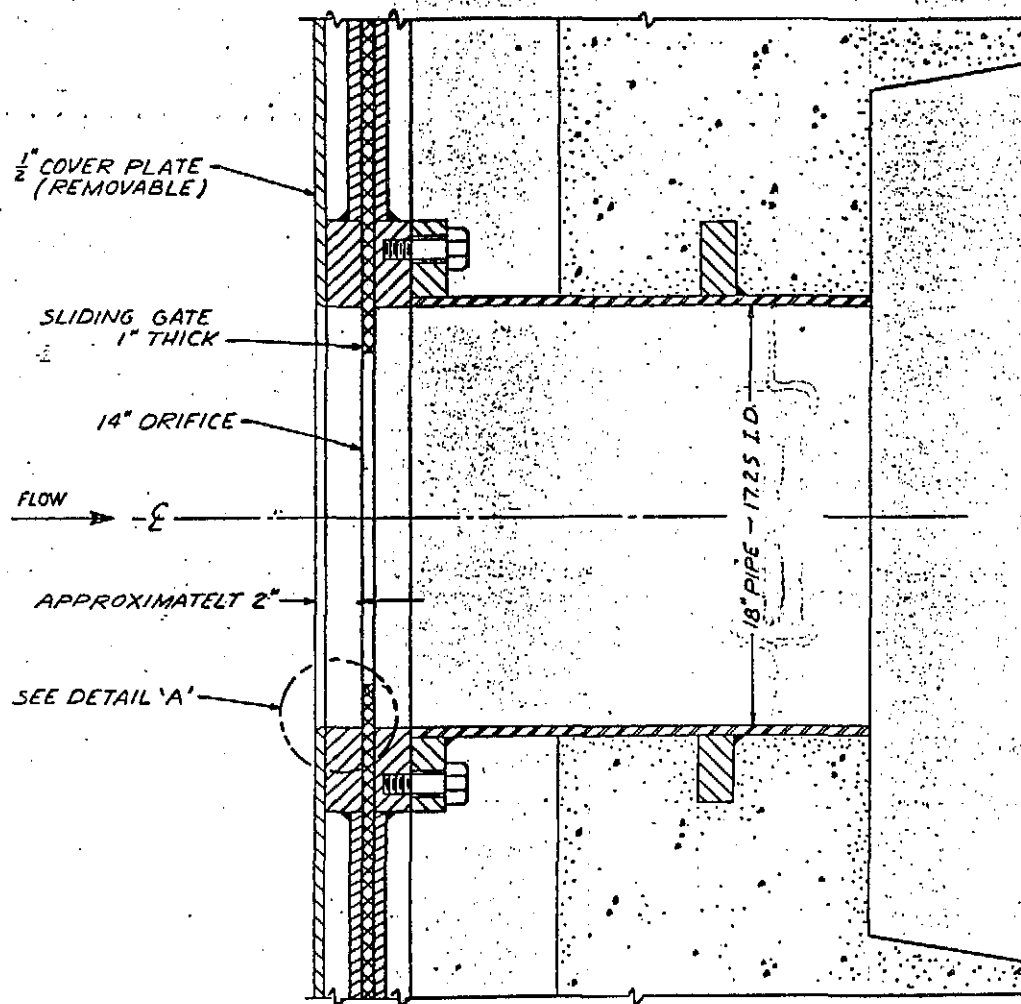 1/2" COVER PLATE
(REMOVABLE)
SLIDING GATE
1" THICK
14" ORIFICE
FLOW
℄
APPROXIMATELT 2"
SEE DETAIL 'A'
18" PIPE - 17.25 I.D.